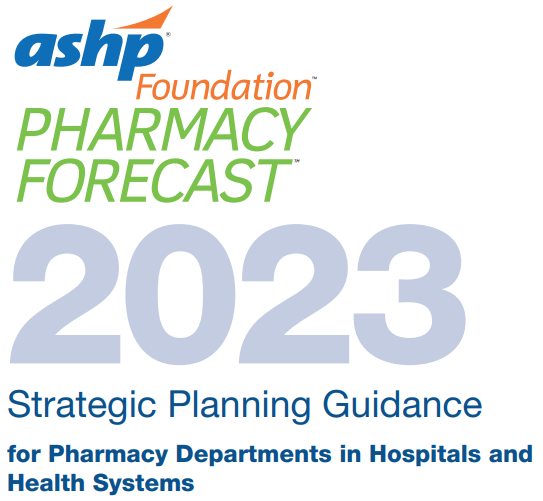 ashp®
Foundation™
PHARMACY
FORECAST™
2023
Strategic Planning Guidance
for Pharmacy Departments in Hospitals and
Health Systems